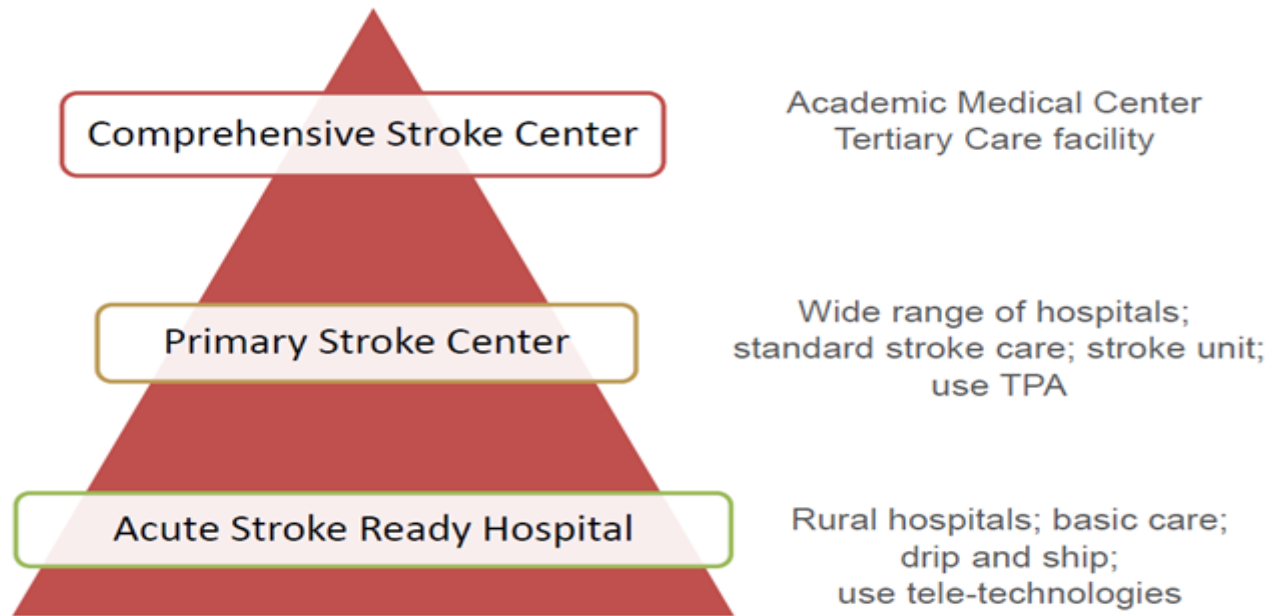 Comprehensive Stroke Center
Academic Medical Center
Tertiary Care facility
Primary Stroke Center
Wide range of hospitals;
standard stroke care; stroke unit;
use TPA
Acute Stroke Ready Hospital
Rural hospitals; basic care;
drip and ship;
use tele-technologies